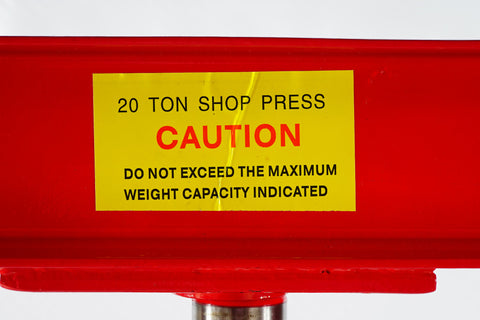 20 TON SHOP PRESS
CAUTION
DO NOT EXCEED THE MAXIMUM
WEIGHT CAPACITY INDICATED